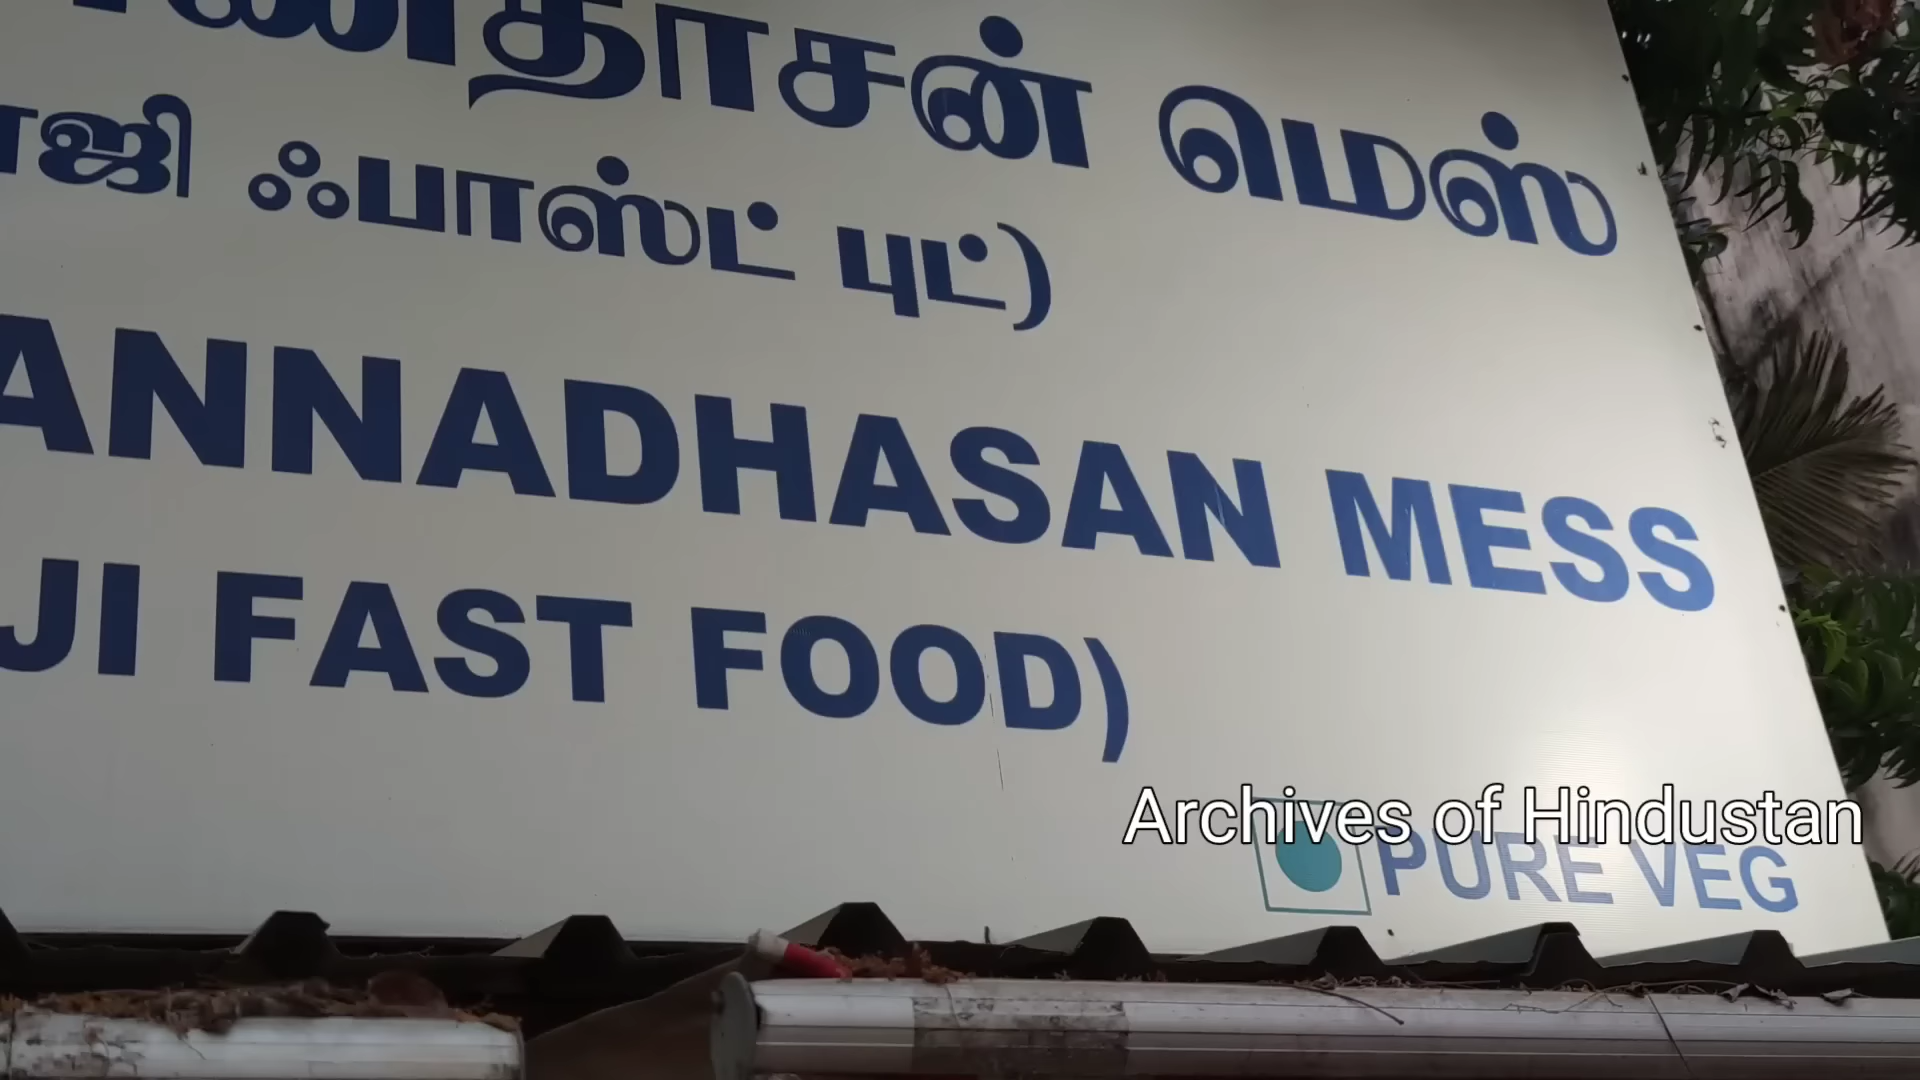 ணதாசன் மெஸ்
ாஜி ஃபாஸ்ட் புட்)
ANNADHASAN MESS
JI FAST FOOD)
Archives of Hindustan
PURE VEG